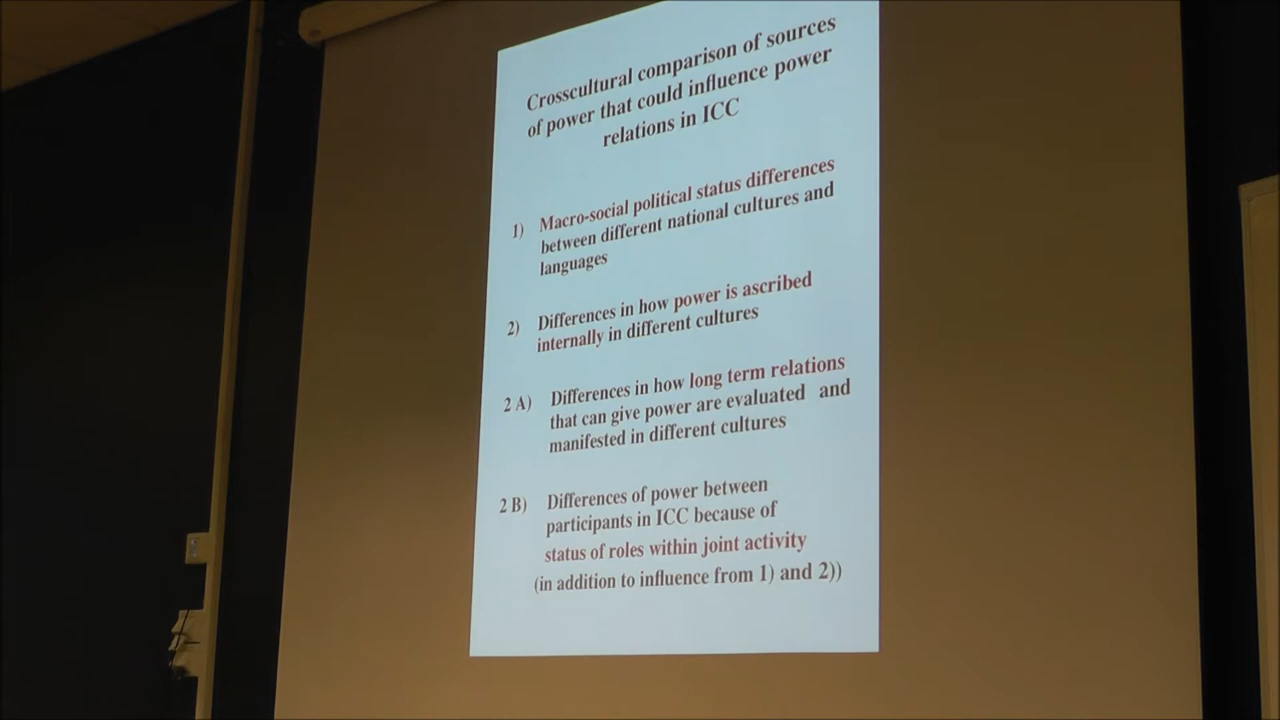 Crosscultural comparison of sources
of power that could influence power
relations in ICC
1) Macro-social political status differences
between different national cultures and
languages
2) Differences in how power is ascribed
internally in different cultures
2 A) Differences in how long term relations
that can give power are evaluated and
manifested in different cultures
2 B) Differences of power between
participants in ICC because of
status of roles within joint activity
(in addition to influence from 1) and 2))